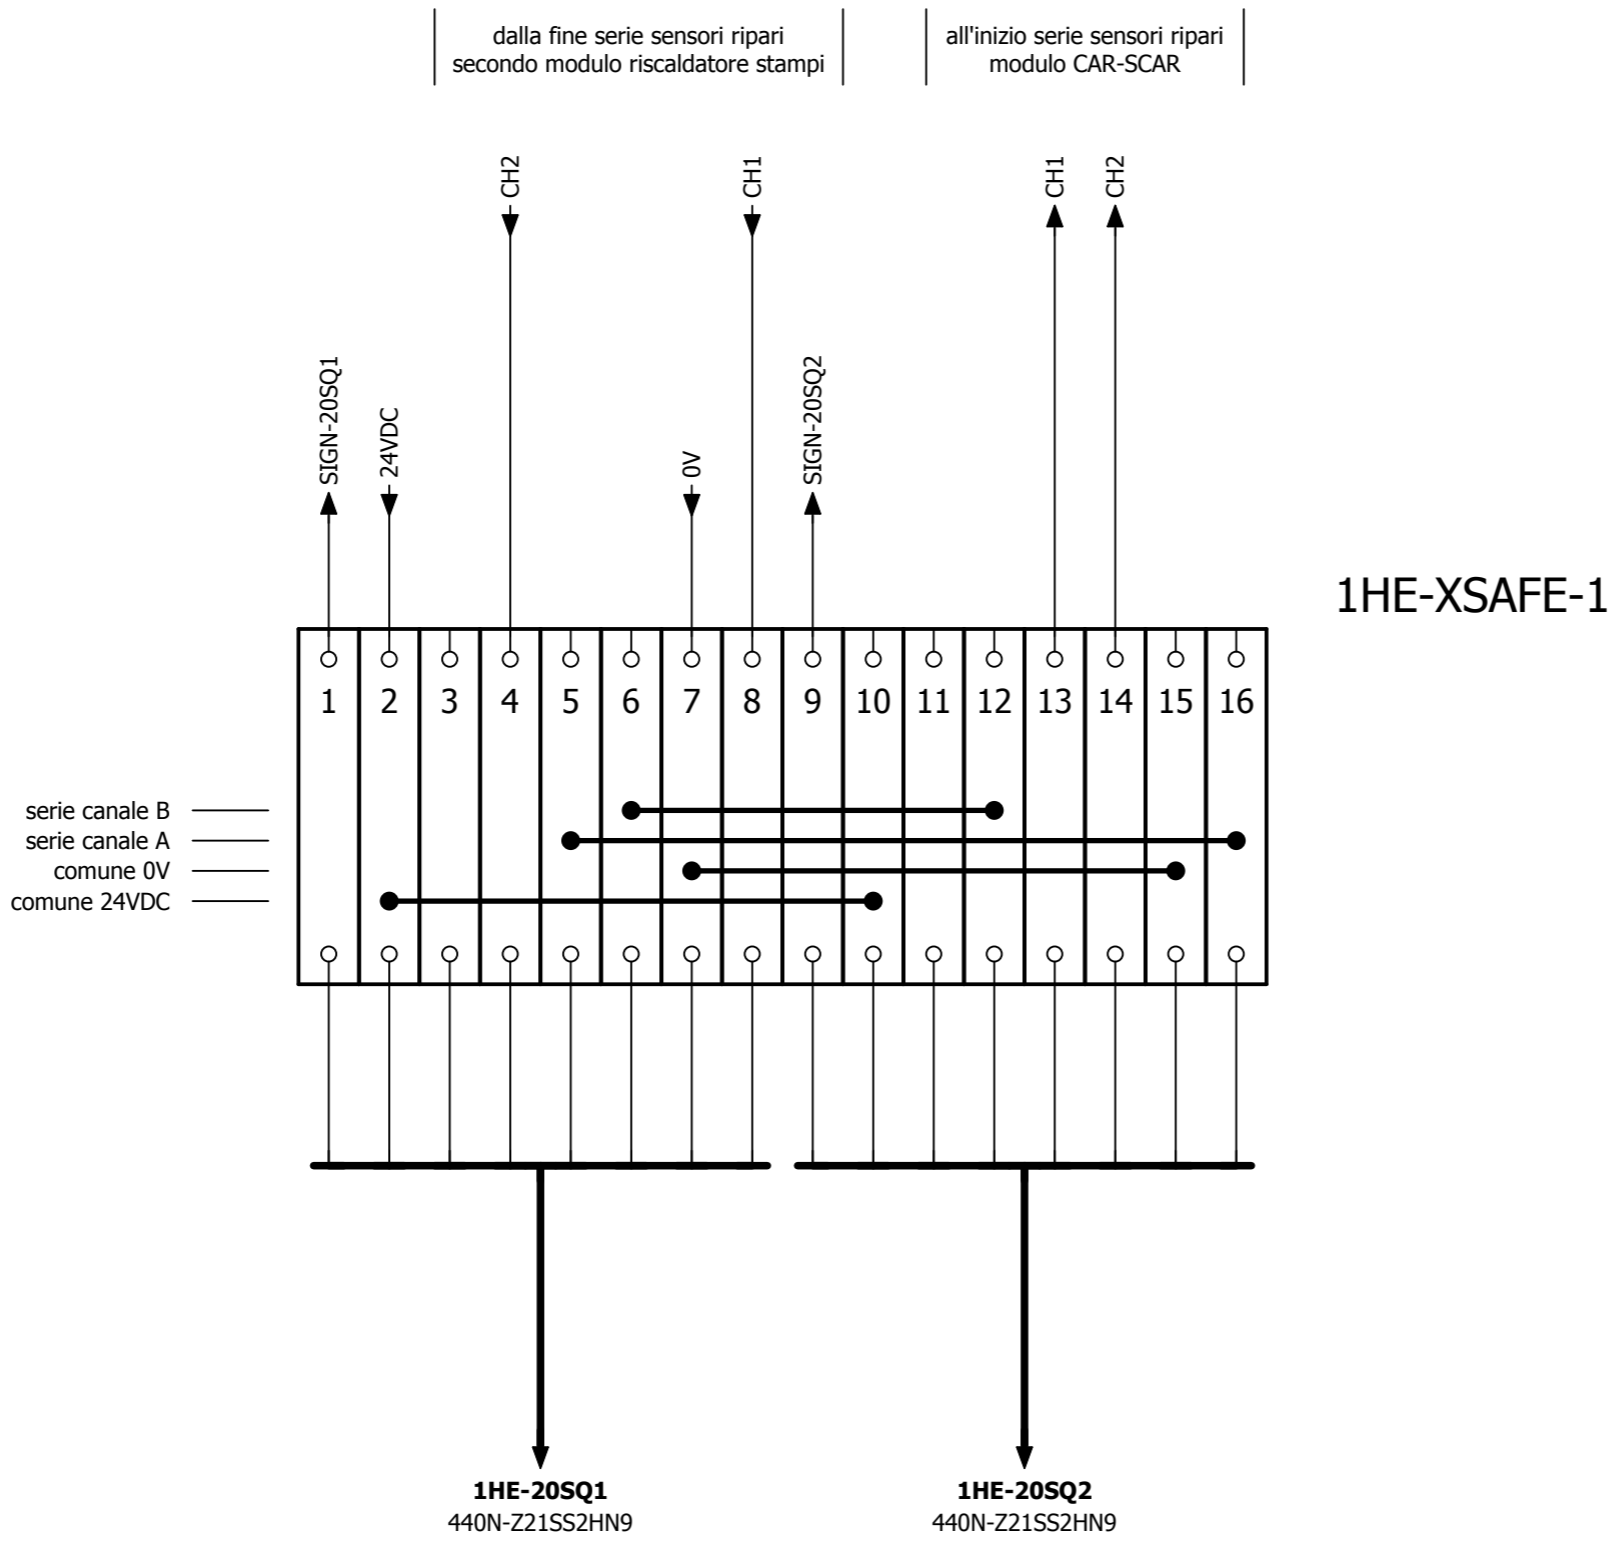 dalla fine serie sensori ripari
secondo modulo riscaldatore stampi
all'inizio serie sensori ripari
modulo CAR-SCAR
CH2
CH1
CH1
CH2
SIGN-20SQ1
24VDC
0V
SIGN-20SQ2
1HE-XSAFE-1
1 2 3 4 5 6 7 8 9 10 11 12 13 14 15 16
serie canale B
serie canale A
comune 0V
comune 24VDC
1HE-20SQ1
440N-Z21SS2HN9
1HE-20SQ2
440N-Z21SS2HN9